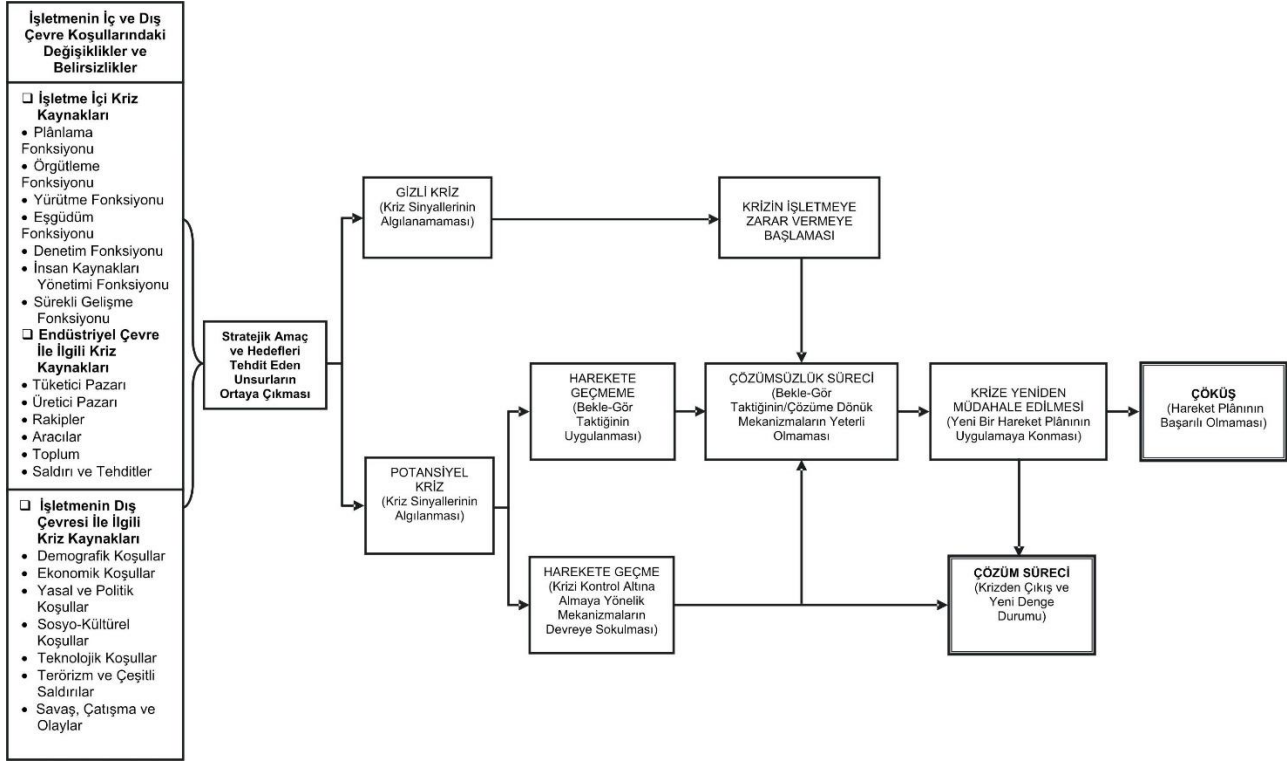 İşletmenin İç ve Dış
Çevre Koşullarındaki
Değişiklikler ve
Belirsizlikler
❑ İşletme İçi Kriz
Kaynakları
• Plânlama
Fonksiyonu
• Örgütleme
Fonksiyonu
• Yürütme Fonksiyonu
• Eşgüdüm
Fonksiyonu
• Denetim Fonksiyonu
• İnsan Kaynakları
Yönetimi Fonksiyonu
• Sürekli Gelişme
Fonksiyonu
❑ Endüstriyel Çevre
İle İlgili Kriz
Kaynakları
• Tüketici Pazarı
• Üretici Pazarı
• Rakipler
• Aracılar
• Toplum
• Saldırı ve Tehditler
❑ İşletmenin Dış
Çevresi İle İlgili
Kriz Kaynakları
• Demografik Koşullar
• Ekonomik Koşullar
• Yasal ve Politik
Koşullar
• Sosyo-Kültürel
Koşullar
• Teknolojik Koşullar
• Terörizm ve Çeşitli
Saldırılar
• Savaş, Çatışma ve
Olaylar
Stratejik Amaç
ve Hedefleri
Tehdit Eden
Unsurların
Ortaya Çıkması
GİZLİ KRİZ
(Kriz Sinyallerinin
Algılanamaması)
KRİZİN İŞLETMEYE
ZARAR VERMEYE
BAŞLAMASI
POTANSİYEL
KRİZ
(Kriz Sinyallerinin
Algılanması)
HAREKETE
GEÇMEME
(Bekle-Gör
Taktiğinin
Uygulanması)
ÇÖZÜMSÜZLÜK SÜRECİ
(Bekle-Gör
Taktiğinin/Çözüme Dönük
Mekanizmaların Yeterli
Olmaması
KRİZE YENİDEN
MÜDAHALE EDİLMESİ
(Yeni Bir Hareket Plânının
Uygulamaya Konması)
ÇÖKÜŞ
(Hareket Plânının
Başarılı Olmaması)
HAREKETE GEÇME
(Krizi Kontrol Altına
Almaya Yönelik
Mekanizmaların
Devreye Sokulması)
ÇÖZÜM SÜRECİ
(Krizden Çıkış ve
Yeni Denge
Durumu)